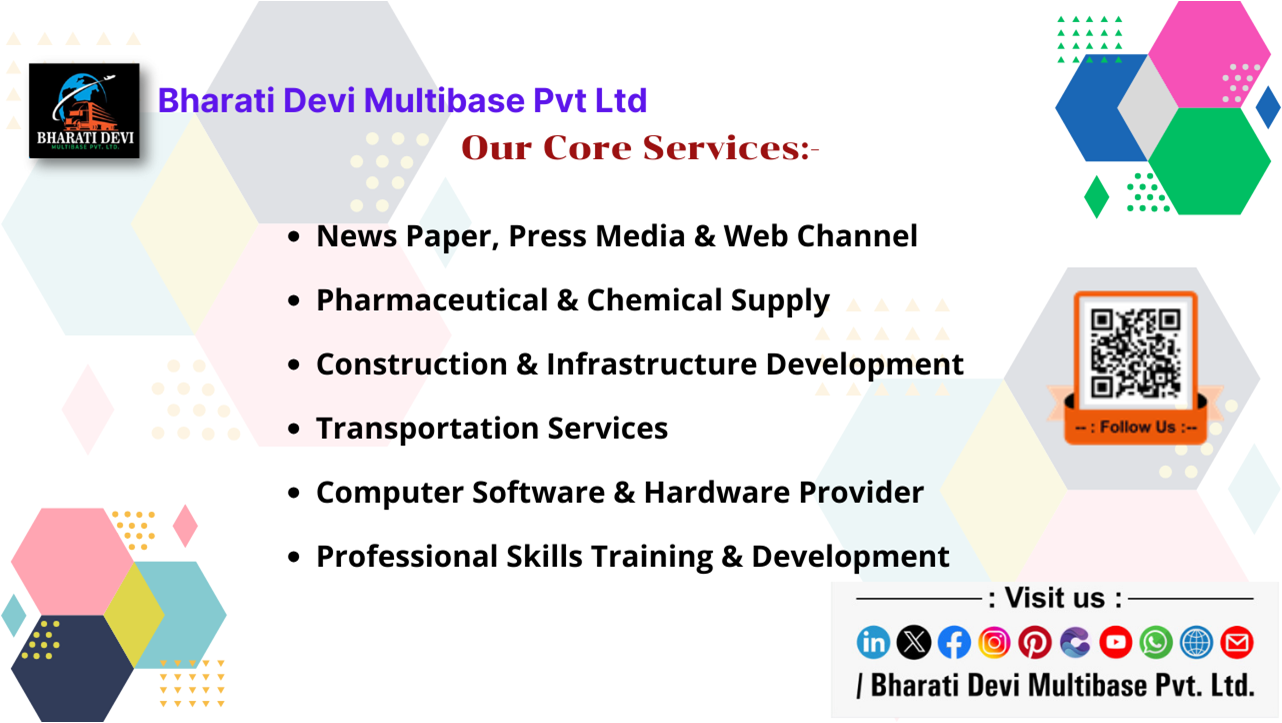 Bharati Devi Multibase Pvt Ltd
BHARATI DEVI
MULTIBASE PVT. LTD.
Our Core Services:-
• News Paper, Press Media & Web Channel
• Pharmaceutical & Chemical Supply
• Construction & Infrastructure Development
• Transportation Services
• Computer Software & Hardware Provider
• Professional Skills Training & Development
-- : Follow Us :--
: Visit us :
/ Bharati Devi Multibase Pvt. Ltd.